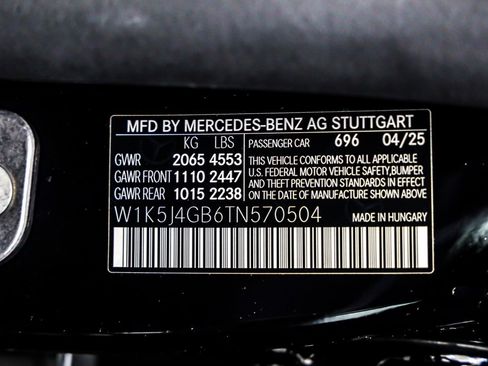 MFD BY MERCEDES-BENZ AG STUTTGART
KG LBS PASSENGER CAR 696 04/25
GVWR 2065 4553 THIS VEHICLE CONFORMS TO ALL APPLICABLE
GAWR FRONT 1110 2447 U.S. FEDERAL MOTOR VEHICLE SAFETY,BUMPER
AND THEFT PREVENTION STANDARDS IN EFFECT
GAWR REAR 1015 2238 ON THE DATE OF MANUFACTURE SHOWN ABOVE
W1K5J4GB6TN570504 MADE IN HUNGARY